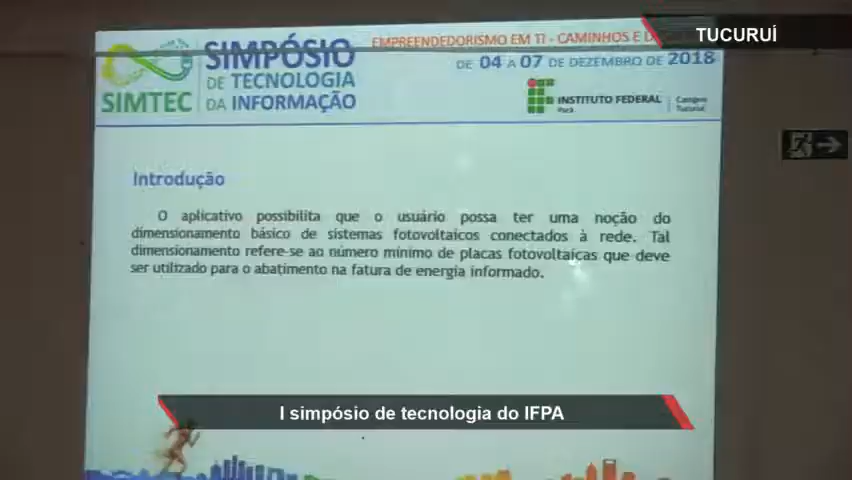 TUCURUÍ
EMPREENDEDORISMO EM TI - CAMINHOS E
SIMPÓSIO
DE TECNOLOGIA
DA INFORMAÇÃO
SIMTEC
DE 04 A 07 DE DEZEMBRO DE 2018
INSTITUTO FEDERAL
Pará
Campus
Tucuruí
Introdução
O aplicativo possibilita que o usuário possa ter uma noção do
dimensionamento básico de sistemas fotovoltaicos conectados à rede. Tal
dimensionamento refere-se ao número mínimo de placas fotovoltaicas que deve
ser utilizado para o abatimento na fatura de energia informado.
I simpósio de tecnologia do IFPA